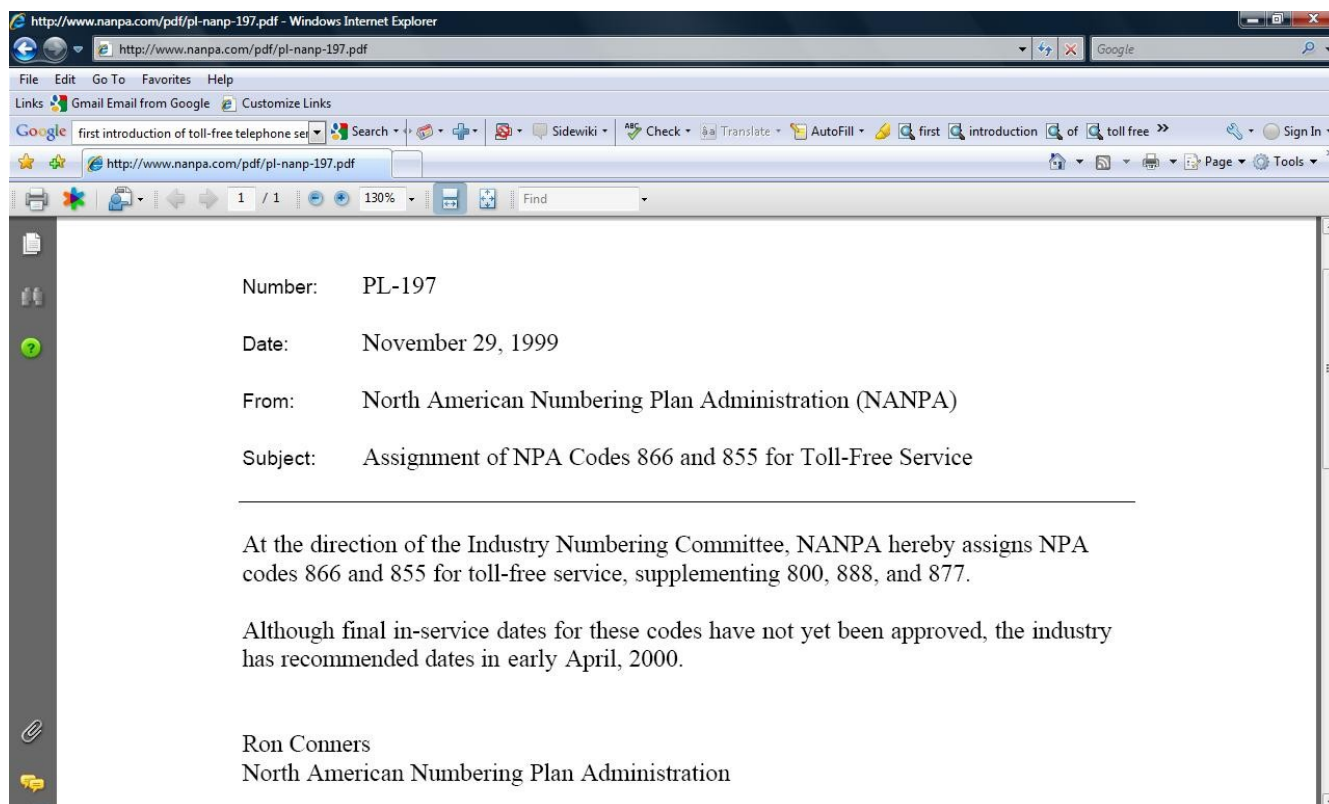 http://www.nanpa.com/pdf/pl-nanp-197.pdf - Windows Internet Explorer
http://www.nanpa.com/pdf/pl-nanp-197.pdf Google
File Edit Go To Favorites Help
Links Gmail Email from Google Customize Links
Google first introduction of toll-free telephone ser Search Sidewiki ABC Check Translate AutoFill first introduction of toll free » Sign In
http://www.nanpa.com/pdf/pl-nanp-197.pdf Page Tools
1 / 1 130% Find
Number: PL-197
Date: November 29, 1999
From: North American Numbering Plan Administration (NANPA)
Subject: Assignment of NPA Codes 866 and 855 for Toll-Free Service
At the direction of the Industry Numbering Committee, NANPA hereby assigns NPA
codes 866 and 855 for toll-free service, supplementing 800, 888, and 877.
Although final in-service dates for these codes have not yet been approved, the industry
has recommended dates in early April, 2000.
Ron Conners
North American Numbering Plan Administration